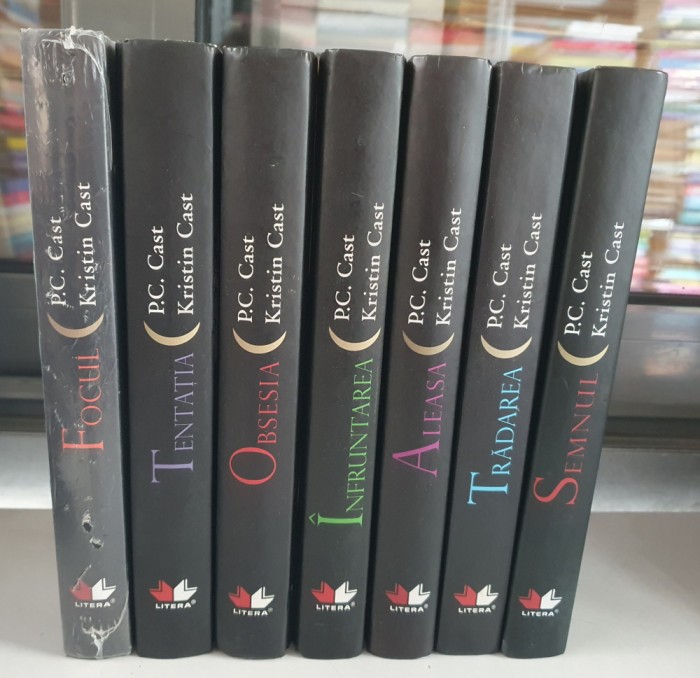 Focul
P.C. Cast
Kristin Cast
LITERA®
Tentația
P.C. Cast
Kristin Cast
LITERA®
Obsesia
P.C. Cast
Kristin Cast
LITERA®
Înfruntarea
P.C. Cast
Kristin Cast
LITERA®
Aleasa
P.C. Cast
Kristin Cast
LITERA®
Trădarea
P.C. Cast
Kristin Cast
LITERA®
Semnul
P.C. Cast
Kristin Cast
LITERA®